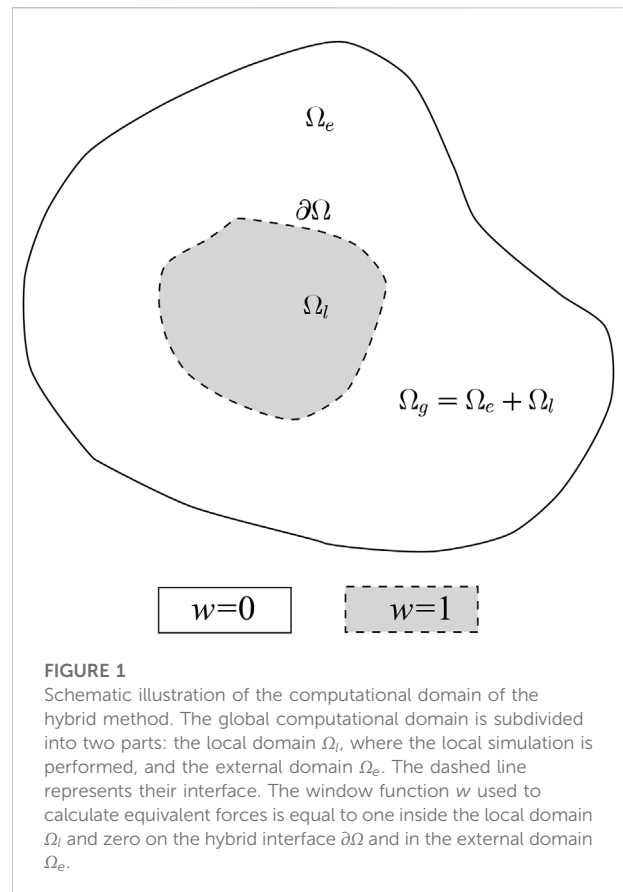 Ωₑ
∂Ω
Ωₗ
Ω_g = Ωₑ + Ωₗ
w=0 w=1
FIGURE 1
Schematic illustration of the computational domain of the
hybrid method. The global computational domain is subdivided
into two parts: the local domain Ωₗ, where the local simulation is
performed, and the external domain Ωₑ. The dashed line
represents their interface. The window function w used to
calculate equivalent forces is equal to one inside the local domain
Ωₗ and zero on the hybrid interface ∂Ω and in the external domain
Ωₑ.